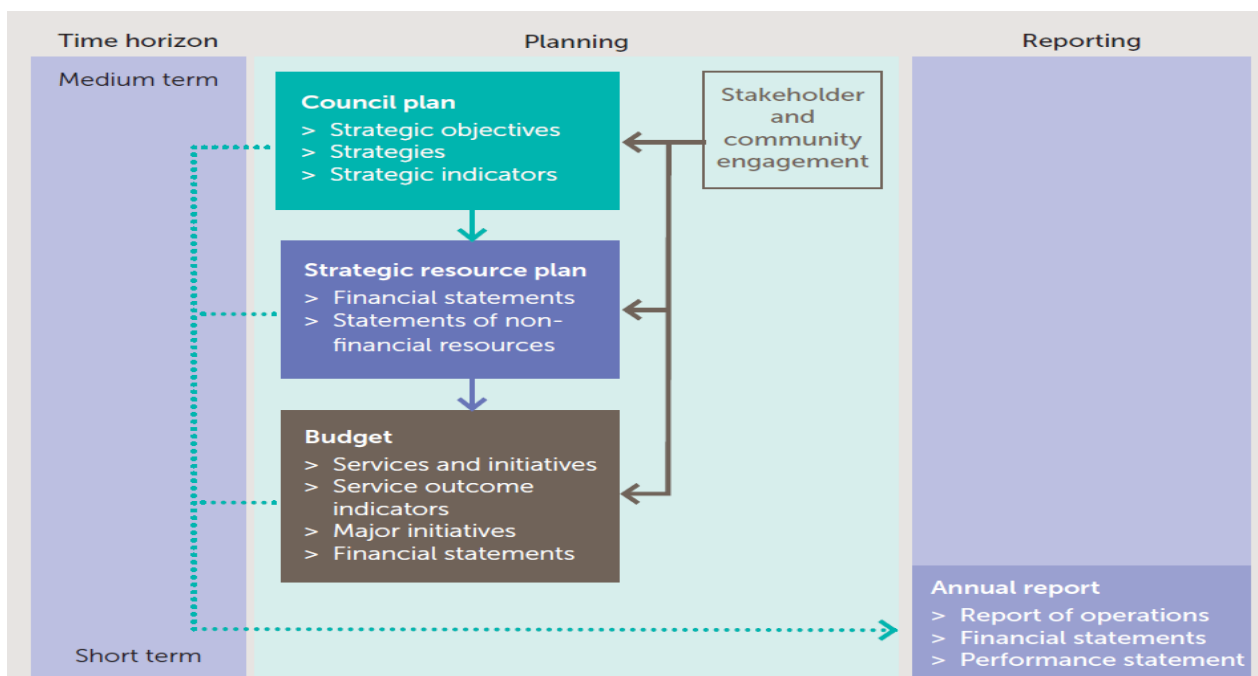 Time horizon
Planning
Reporting
Medium term
Council plan
> Strategic objectives
> Strategies
> Strategic indicators
Stakeholder
and
community
engagement
Strategic resource plan
> Financial statements
> Statements of non-
financial resources
Budget
> Services and initiatives
> Service outcome
indicators
> Major initiatives
> Financial statements
Annual report
> Report of operations
> Financial statements
> Performance statement
Short term